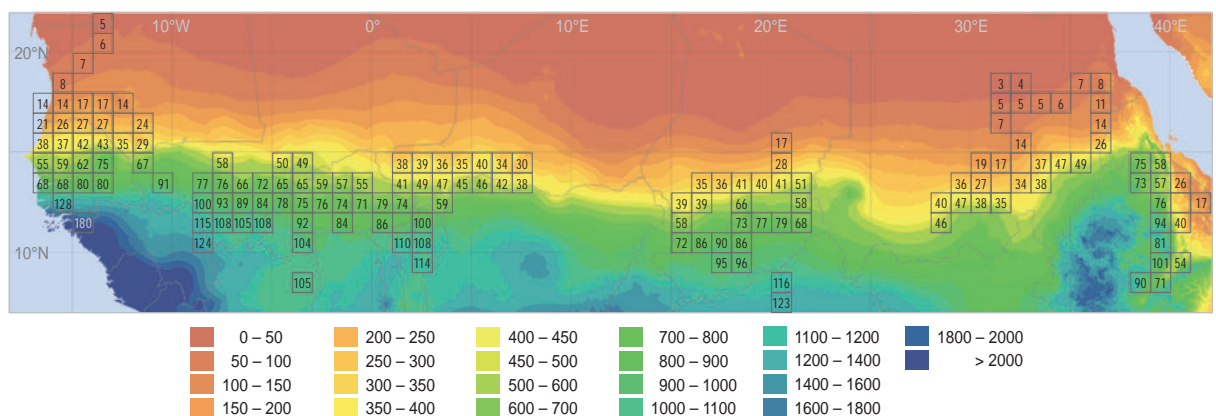 10°W 0° 10°E 20°E 30°E 40°E
5
20°N 6
7
8 3 4 7 8
14 14 17 17 14 5 5 5 6 11
21 26 27 27 24 7 14
38 37 42 43 35 29 17 14 26
55 59 62 75 67 58 50 49 38 39 36 35 40 34 30 28 19 17 37 47 49 75 58
68 68 80 80 91 77 76 66 72 65 65 59 57 55 41 49 47 45 46 42 38 35 36 41 40 41 51 36 27 34 38 73 57 26
128 100 93 89 84 78 75 76 74 71 79 74 59 39 39 66 58 40 47 38 35 76 17
180 115 108 105 108 92 84 86 100 58 73 77 79 68 46 94 40
10°N 124 104 110 108 72 86 90 86 81
114 95 96 101 54
105 116 90 71
123
0 – 50 200 – 250 400 – 450 700 – 800 1100 – 1200 1800 – 2000
50 – 100 250 – 300 450 – 500 800 – 900 1200 – 1400 > 2000
100 – 150 300 – 350 500 – 600 900 – 1000 1400 – 1600
150 – 200 350 – 400 600 – 700 1000 – 1100 1600 – 1800